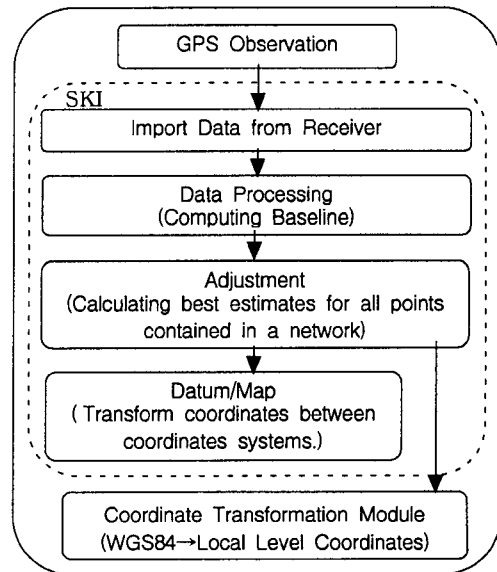 GPS Observation
SKI
Import Data from Receiver
Data Processing
(Computing Baseline)
Adjustment
(Calculating best estimates for all points
contained in a network)
Datum/Map
( Transform coordinates between
coordinates systems.)
Coordinate Transformation Module
(WGS84→Local Level Coordinates)